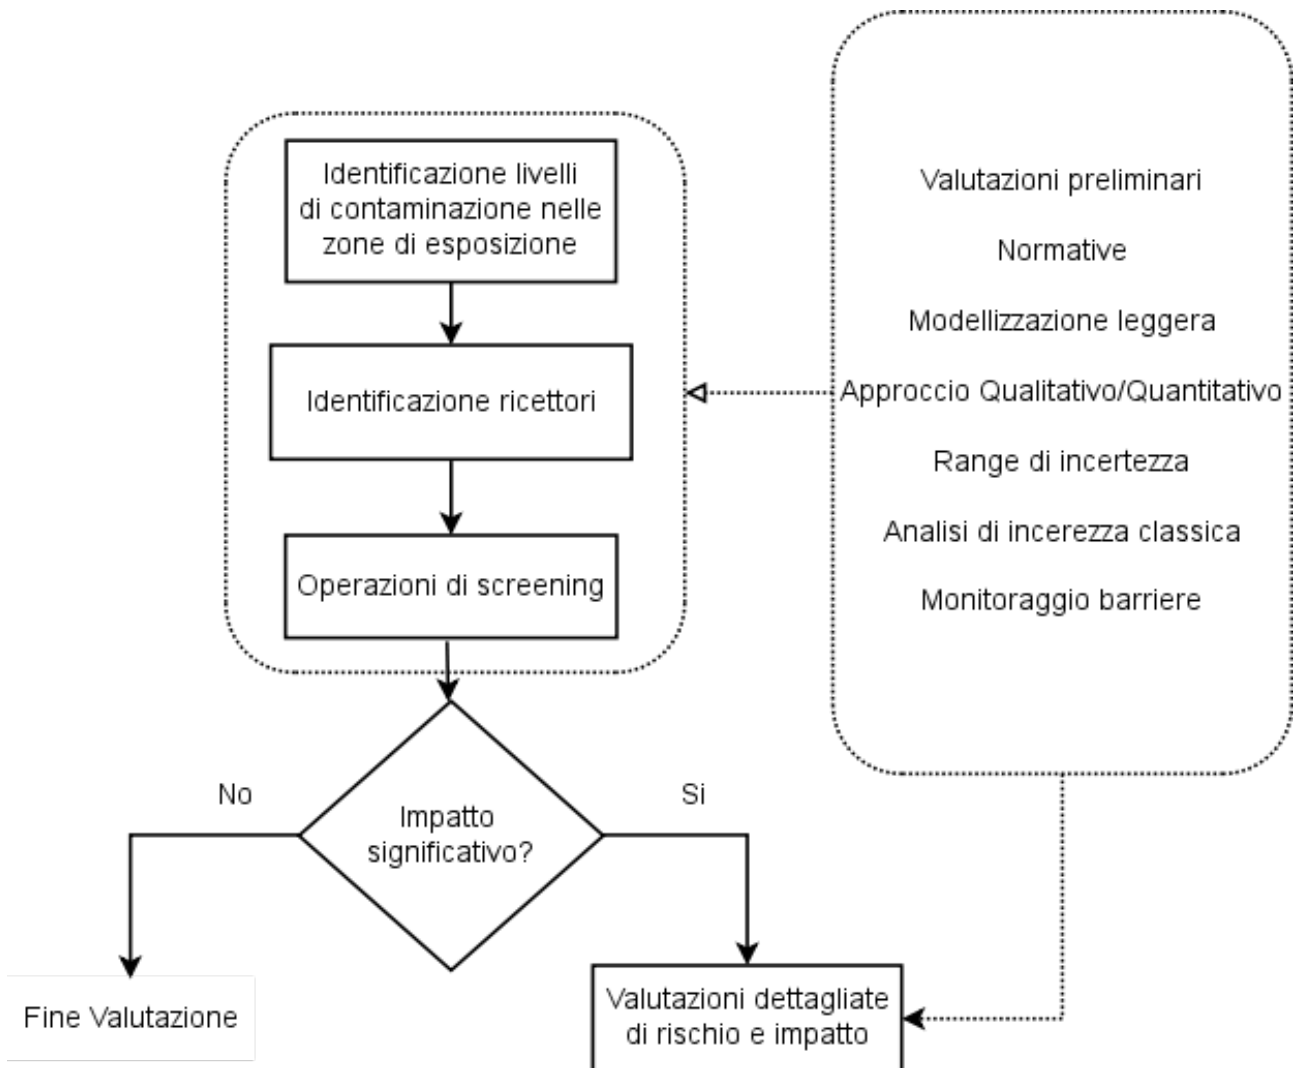 Identificazione livelli
di contaminazione nelle
zone di esposizione
Identificazione ricettori
Operazioni di screening
Valutazioni preliminari
Normative
Modellizzazione leggera
Approccio Qualitativo/Quantitativo
Range di incertezza
Analisi di incerezza classica
Monitoraggio barriere
No
Si
Impatto
significativo?
Fine Valutazione
Valutazioni dettagliate
di rischio e impatto